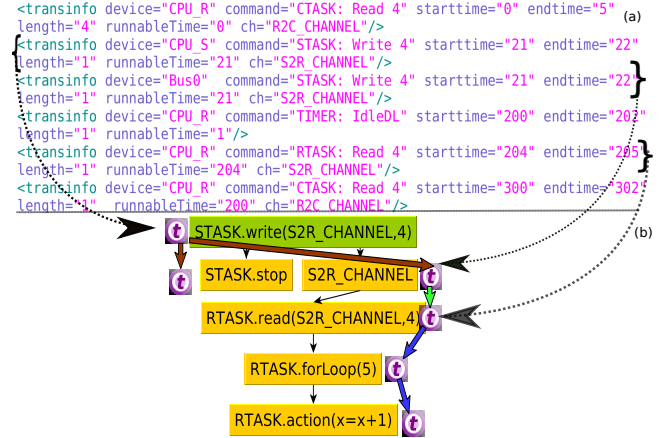 <transinfo device="CPU_R" command="CTASK: Read 4" starttime="0" endtime="5"
(a)
length="4" runnableTime="0" ch="R2C_CHANNEL"/>
<transinfo device="CPU_S" command="STASK: Write 4" starttime="21" endtime="22"
length="1" runnableTime="21" ch="S2R_CHANNEL"/>
<transinfo device="Bus0" command="STASK: Write 4" starttime="21" endtime="22"
length="1" runnableTime="21" ch="S2R_CHANNEL"/>
<transinfo device="CPU_R" command="TIMER: IdleDL" starttime="200" endtime="202"
length="1" runnableTime="1"/>
<transinfo device="CPU_R" command="RTASK: Read 4" starttime="204" endtime="205"
length="1" runnableTime="204" ch="S2R_CHANNEL"/>
<transinfo device="CPU_R" command="CTASK: Read 4" starttime="300" endtime="302"
length="1" runnableTime="200" ch="R2C_CHANNEL"/>
(b)
t STASK.write(S2R_CHANNEL,4)
t STASK.stop S2R_CHANNEL t
RTASK.read(S2R_CHANNEL,4) t
RTASK.forLoop(5) t
RTASK.action(x=x+1) t